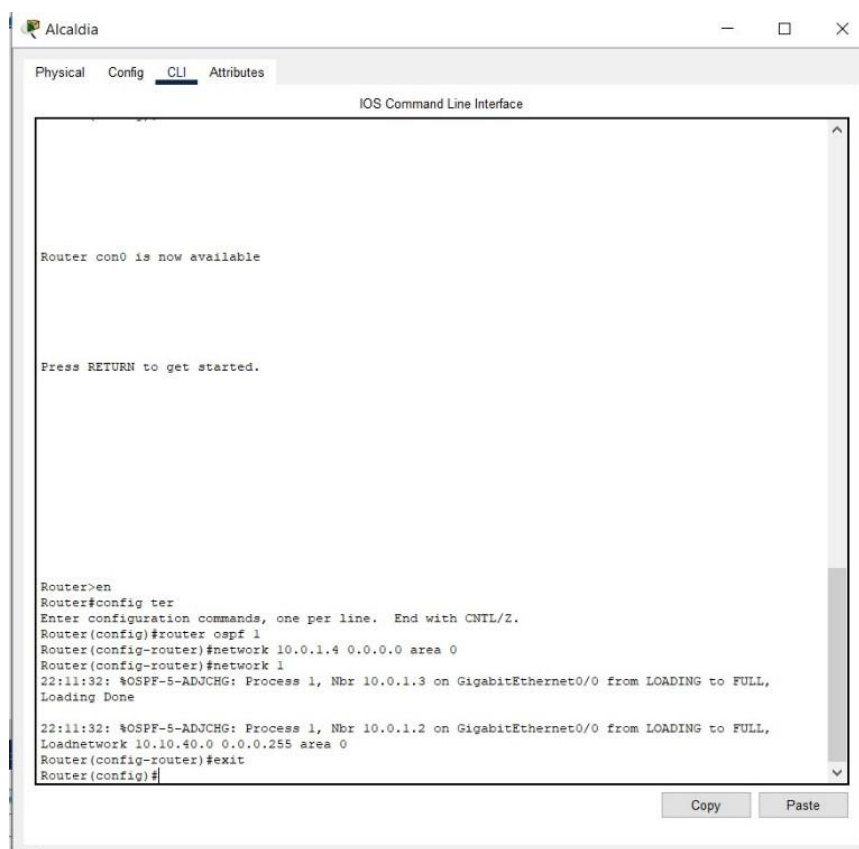 Alcaldia
Physical Config CLI Attributes
IOS Command Line Interface
Router con0 is now available
Press RETURN to get started.
Router>en
Router#config ter
Enter configuration commands, one per line. End with CNTL/Z.
Router(config)#router ospf 1
Router(config-router)#network 10.0.1.4 0.0.0.0 area 0
Router(config-router)#network 1
22:11:32: %OSPF-5-ADJCHG: Process 1, Nbr 10.0.1.3 on GigabitEthernet0/0 from LOADING to FULL,
Loading Done
22:11:32: %OSPF-5-ADJCHG: Process 1, Nbr 10.0.1.2 on GigabitEthernet0/0 from LOADING to FULL,
Loadnetwork 10.10.40.0 0.0.0.255 area 0
Router(config-router)#exit
Router(config)#
Copy Paste